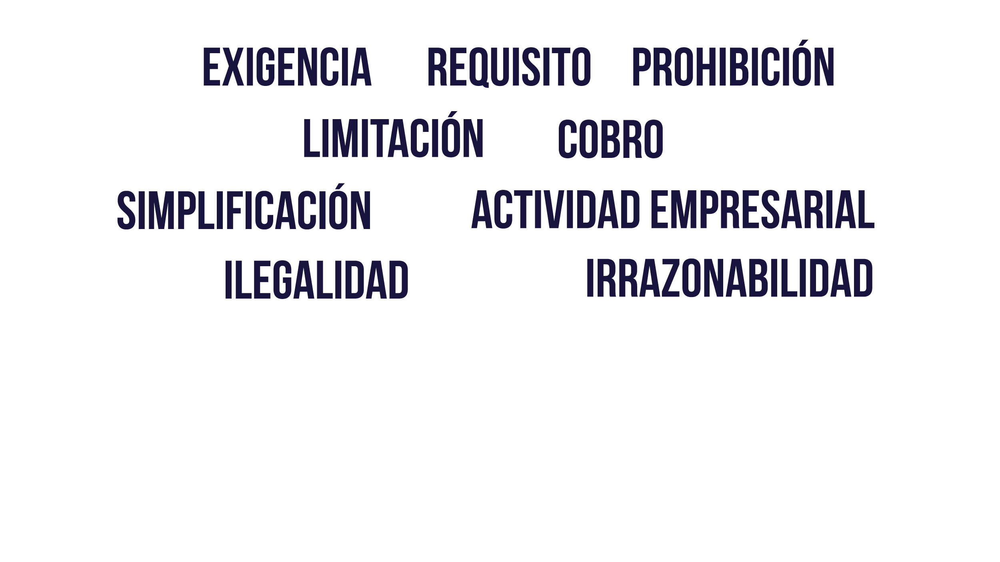 EXIGENCIA REQUISITO PROHIBICIÓN
LIMITACIÓN COBRO
SIMPLIFICACIÓN ACTIVIDAD EMPRESARIAL
ILEGALIDAD IRRAZONABILIDAD